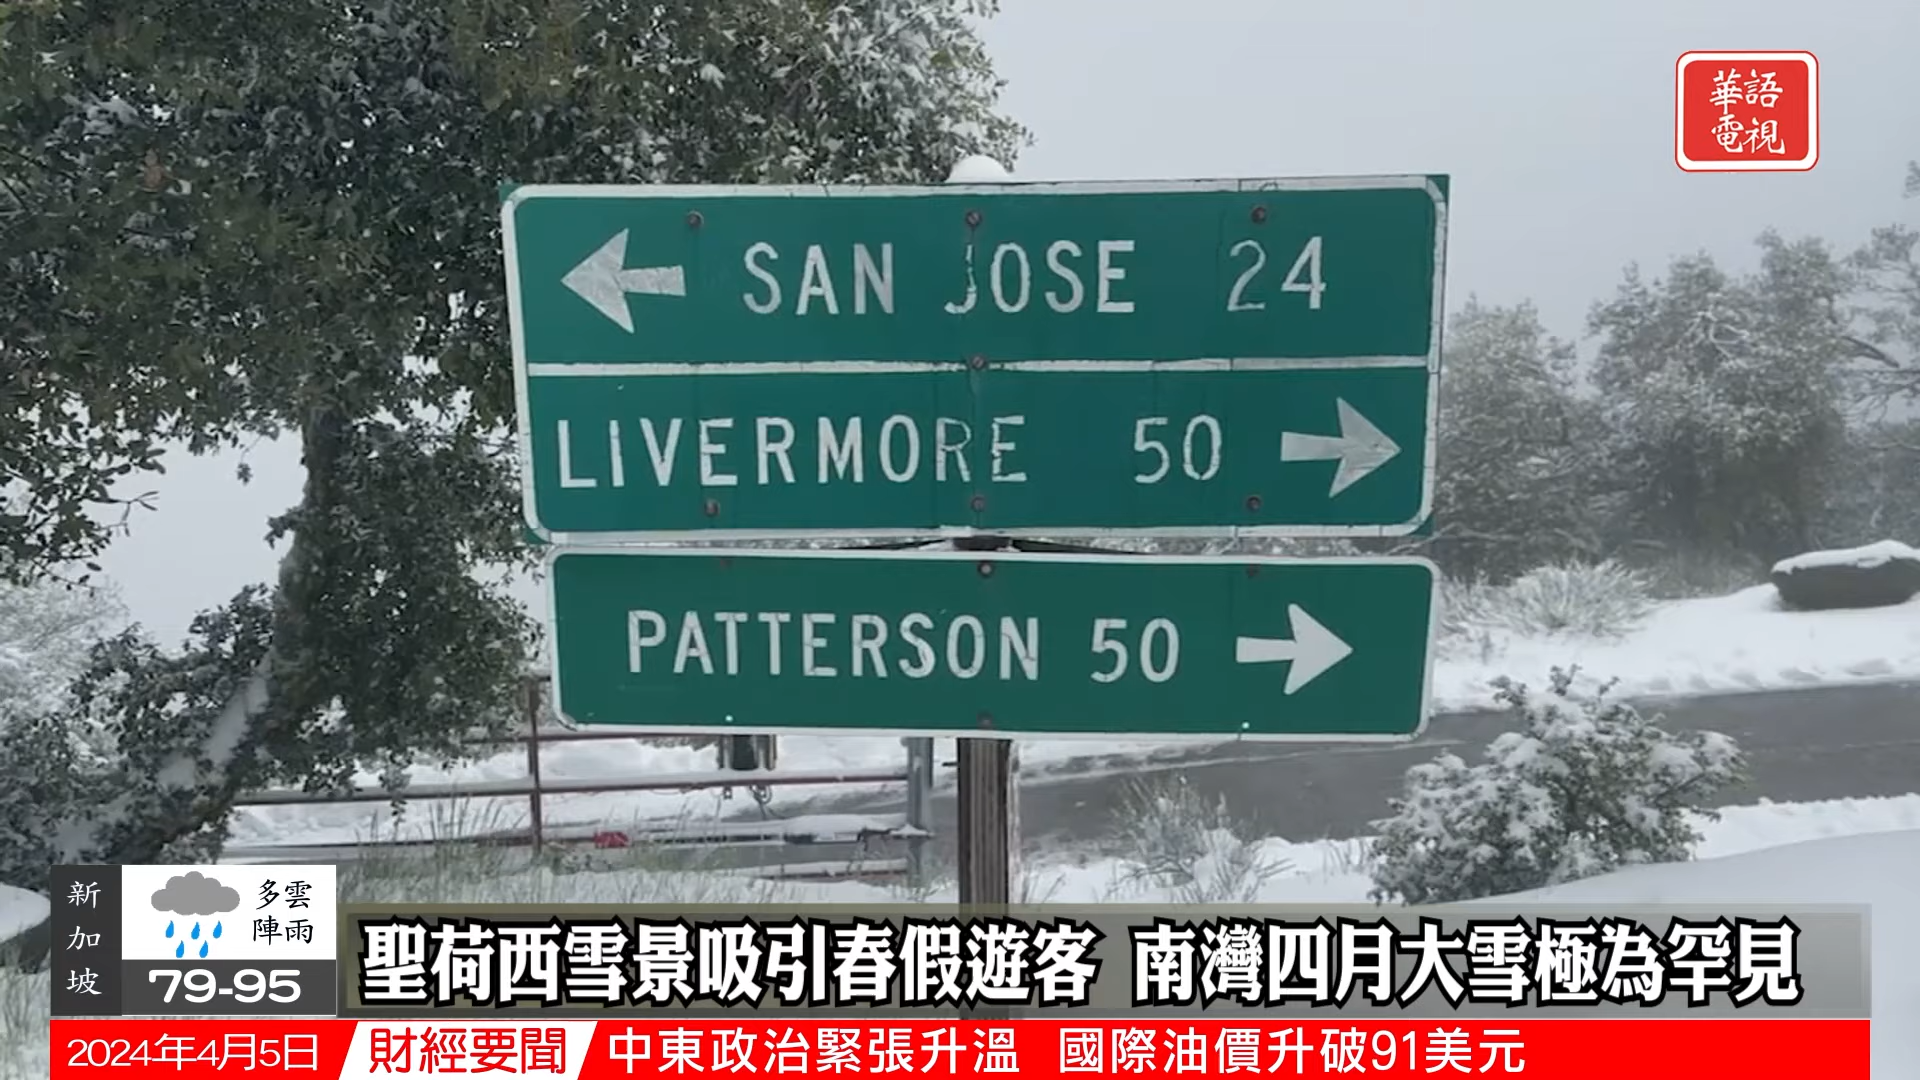 華語
電視
SAN JOSE 24
LIVERMORE 50
PATTERSON 50
新加坡
多雲
陣雨
79-95
聖荷西雪景吸引春假遊客 南灣四月大雪極為罕見
2024年4月5日 財經要聞 中東政治緊張升溫 國際油價升破91美元